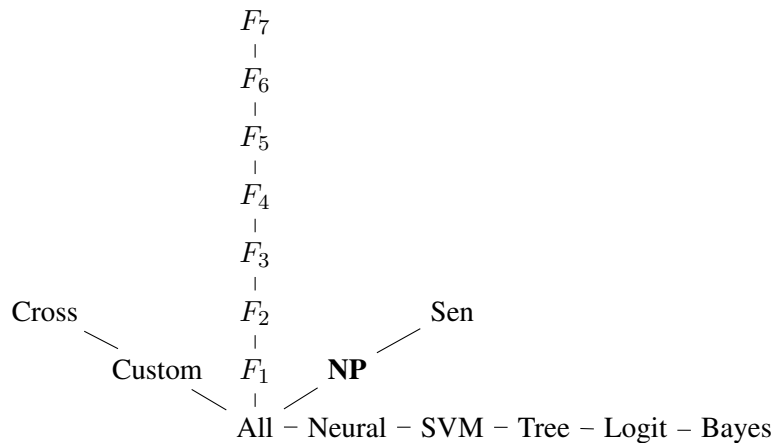 F₇
F₆
F₅
F₄
F₃
Cross F₂ Sen
Custom F₁ NP
All – Neural – SVM – Tree – Logit – Bayes